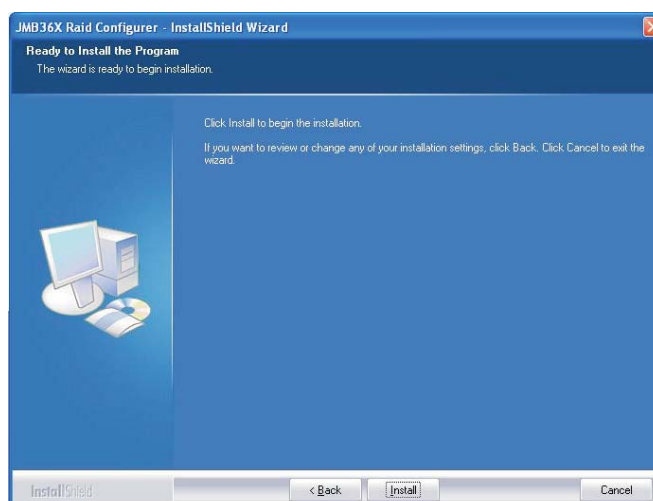 JMB36X Raid Configurer - InstallShield Wizard
Ready to Install the Program
The wizard is ready to begin installation.
Click Install to begin the installation.
If you want to review or change any of your installation settings, click Back. Click Cancel to exit the
wizard.
InstallShield
< Back
Install
Cancel